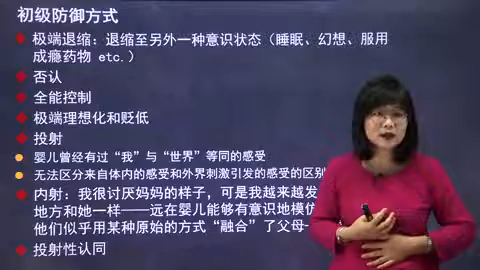 初级防御方式
极端退缩：退缩至另外一种意识状态（睡眠、幻想、服用
成瘾药物 etc.）
否认
全能控制
极端理想化和贬低
投射
婴儿曾经有过“我”与“世界”等同的感受
无法区分来自体内的感受和外界刺激引发的感受的区别
内射：我很讨厌妈妈的样子，可是我越来越发
地方和她一样——远在婴儿能够有意识地模仿
他们似乎用某种原始的方式“融合”了父母
投射性认同